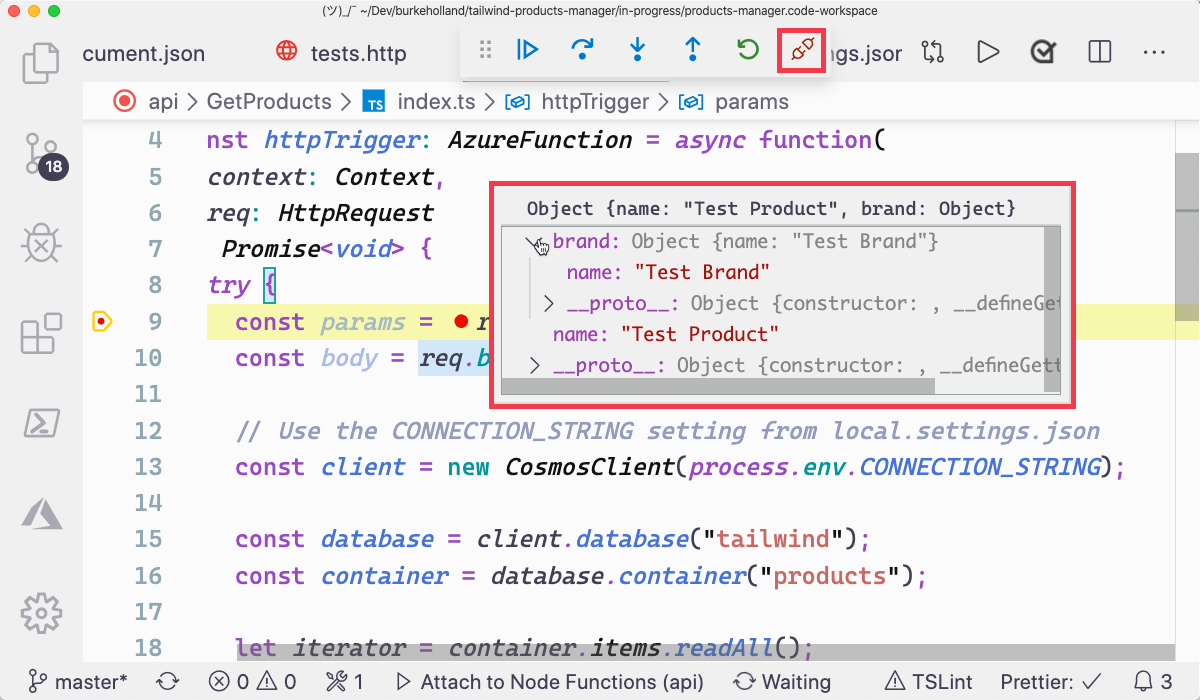 (ツ)_/¯ ~/Dev/burkeholland/tailwind-products-manager/in-progress/products-manager.code-workspace
cument.json tests.http ngs.jsor
api > GetProducts > TS index.ts > httpTrigger > params
4 nst httpTrigger: AzureFunction = async function(
5 context: Context,
6 req: HttpRequest
7 Promise<void> {
8 try {
9 const params = r
10 const body = req.b
11
12 // Use the CONNECTION_STRING setting from local.settings.json
13 const client = new CosmosClient(process.env.CONNECTION_STRING);
14
15 const database = client.database("tailwind");
16 const container = database.container("products");
17
18 let iterator = container.items.readAll();
Object {name: "Test Product", brand: Object}
brand: Object {name: "Test Brand"}
name: "Test Brand"
__proto__: Object {constructor: , __defineGet
name: "Test Product"
__proto__: Object {constructor: , __defineGett
18
master* 0 0 1 Attach to Node Functions (api) Waiting TSLint Prettier: ✓ 3